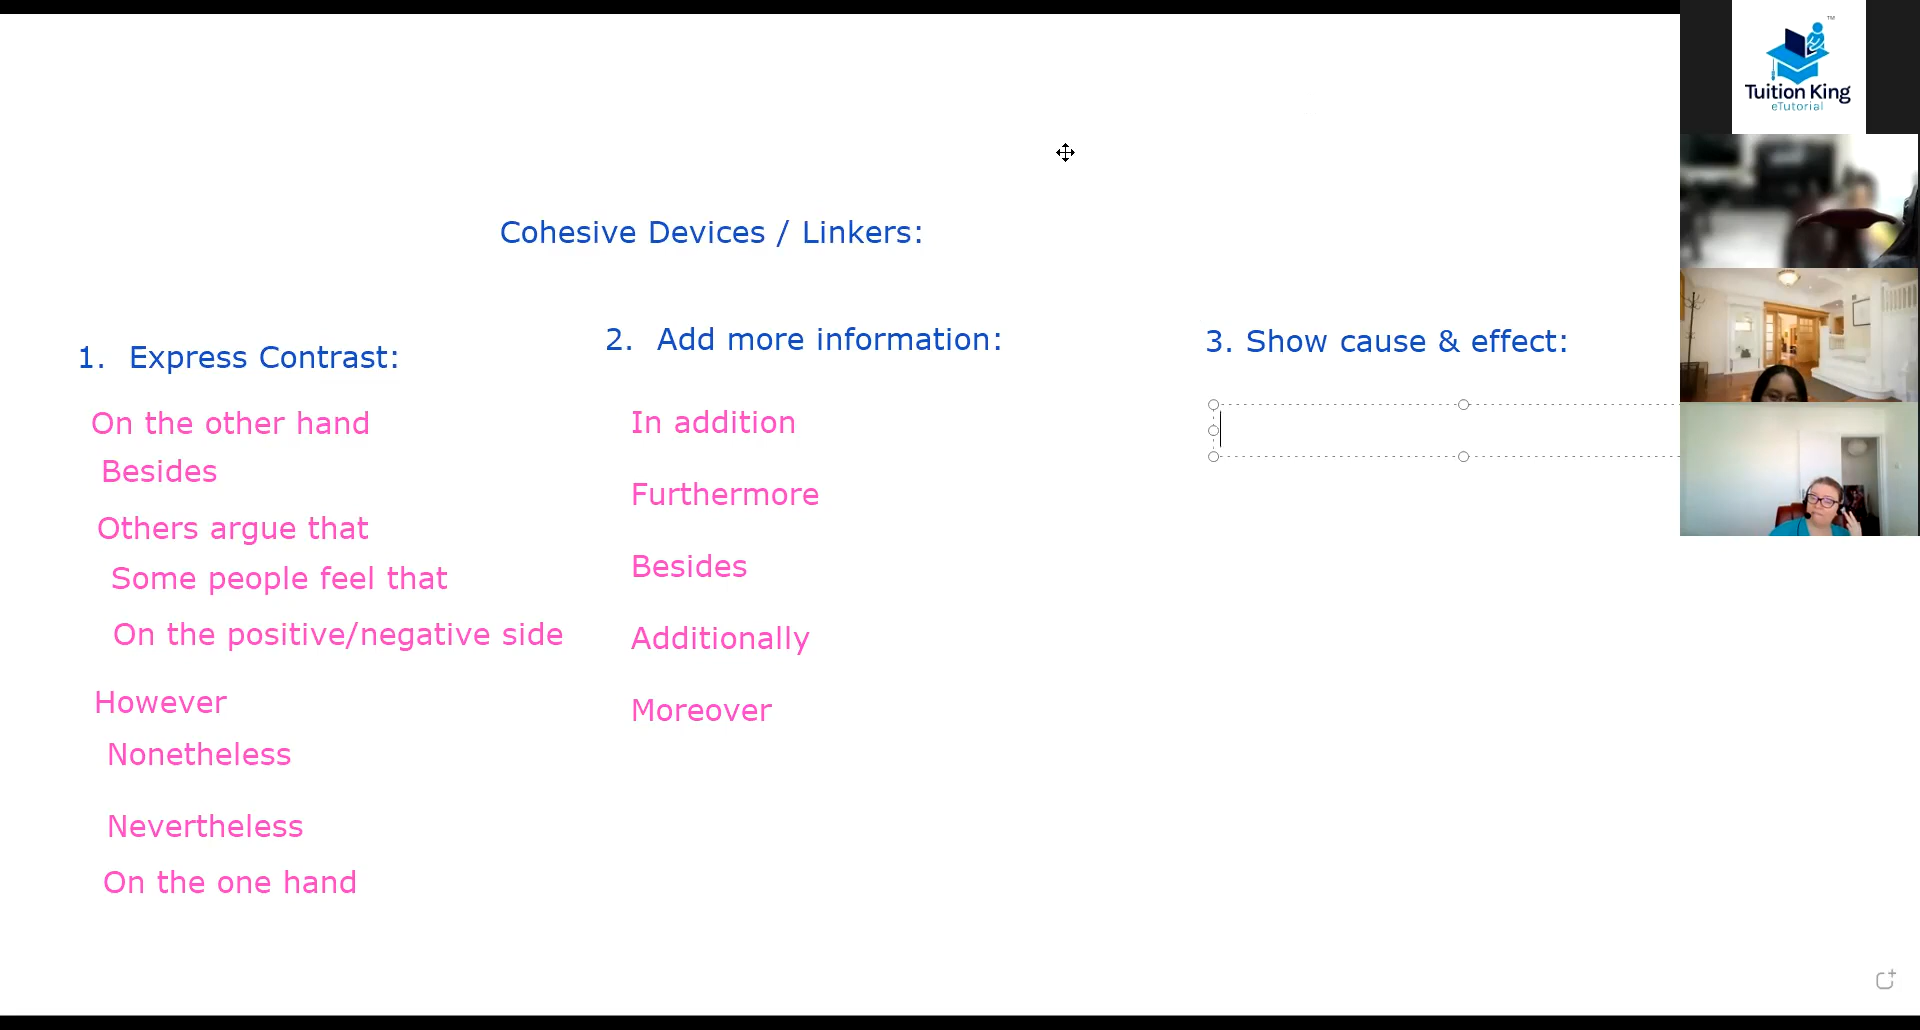 Cohesive Devices / Linkers:
1. Express Contrast:
On the other hand
Besides
Others argue that
Some people feel that
On the positive/negative side
However
Nonetheless
Nevertheless
On the one hand
2. Add more information:
In addition
Furthermore
Besides
Additionally
Moreover
3. Show cause & effect:
TM
Tuition King
eTutorial